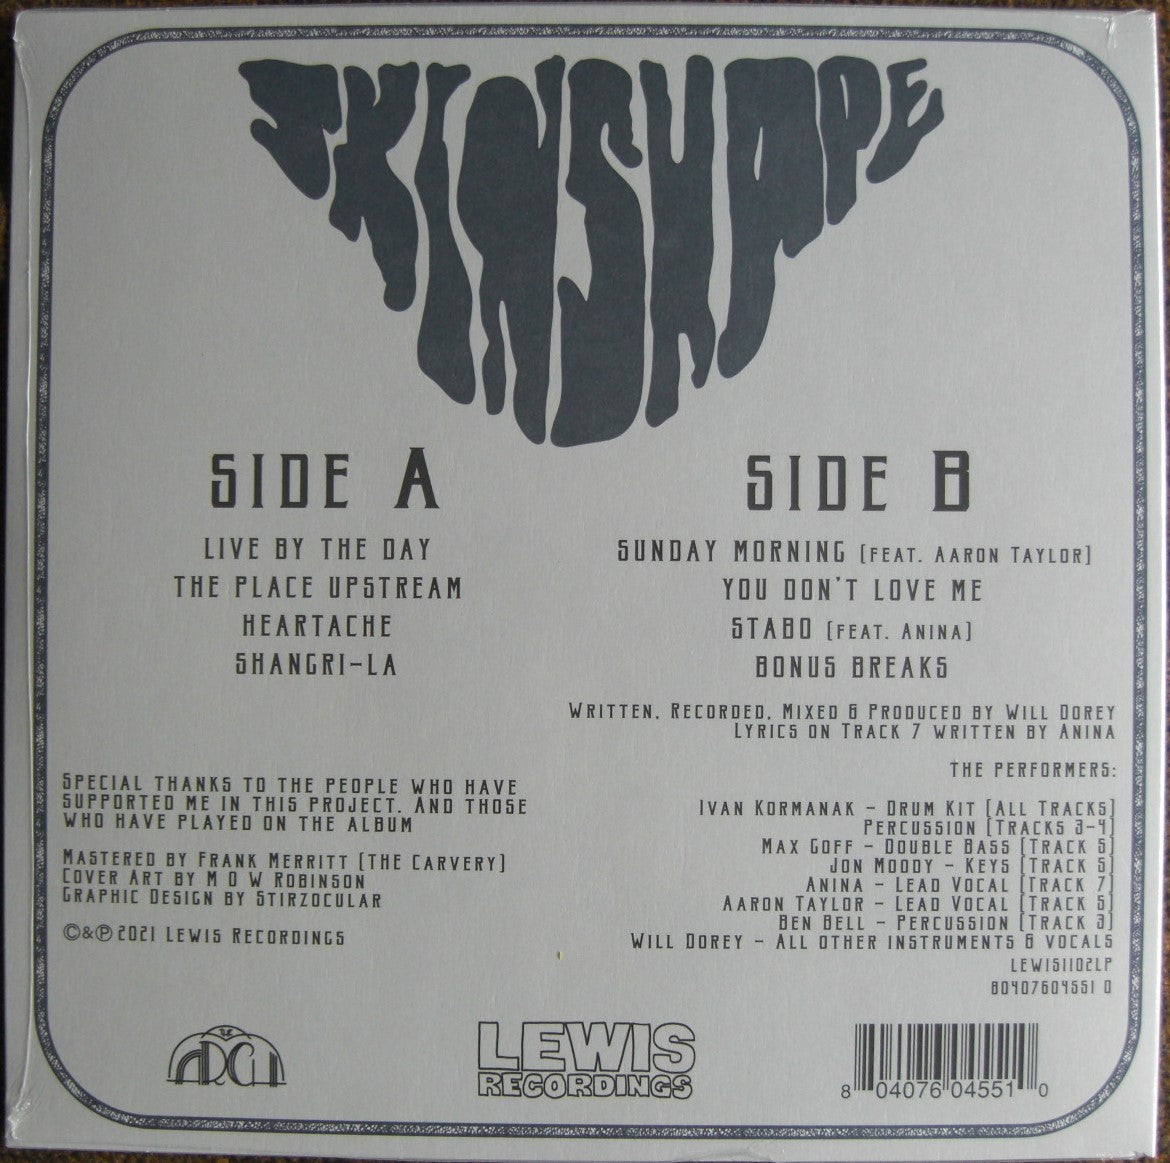 SKINSHAPE
SIDE A
LIVE BY THE DAY
THE PLACE UPSTREAM
HEARTACHE
SHANGRI-LA
SIDE B
SUNDAY MORNING [FEAT. AARON TAYLOR]
YOU DON'T LOVE ME
STABO [FEAT. ANINA]
BONUS BREAKS
WRITTEN, RECORDED, MIXED & PRODUCED BY WILL DOREY
LYRICS ON TRACK 7 WRITTEN BY ANINA
SPECIAL THANKS TO THE PEOPLE WHO HAVE
SUPPORTED ME IN THIS PROJECT. AND THOSE
WHO HAVE PLAYED ON THE ALBUM
MASTERED BY FRANK MERRITT [THE CARVERY]
COVER ART BY M O W ROBINSON
GRAPHIC DESIGN BY STIRZOCULAR
©&℗ 2021 LEWIS RECORDINGS
THE PERFORMERS:
IVAN KORMANAK - DRUM KIT [ALL TRACKS]
PERCUSSION [TRACKS 3-4]
MAX GOFF - DOUBLE BASS [TRACK 5]
JON MOODY - KEYS [TRACK 5]
ANINA - LEAD VOCAL [TRACK 7]
AARON TAYLOR - LEAD VOCAL [TRACK 5]
BEN BELL - PERCUSSION [TRACK 3]
WILL DOREY - ALL OTHER INSTRUMENTS & VOCALS
LEWIS1102LP
80407604551 0
THE
ARCH
LEWIS
RECORDINGS
8 04076 04551 0